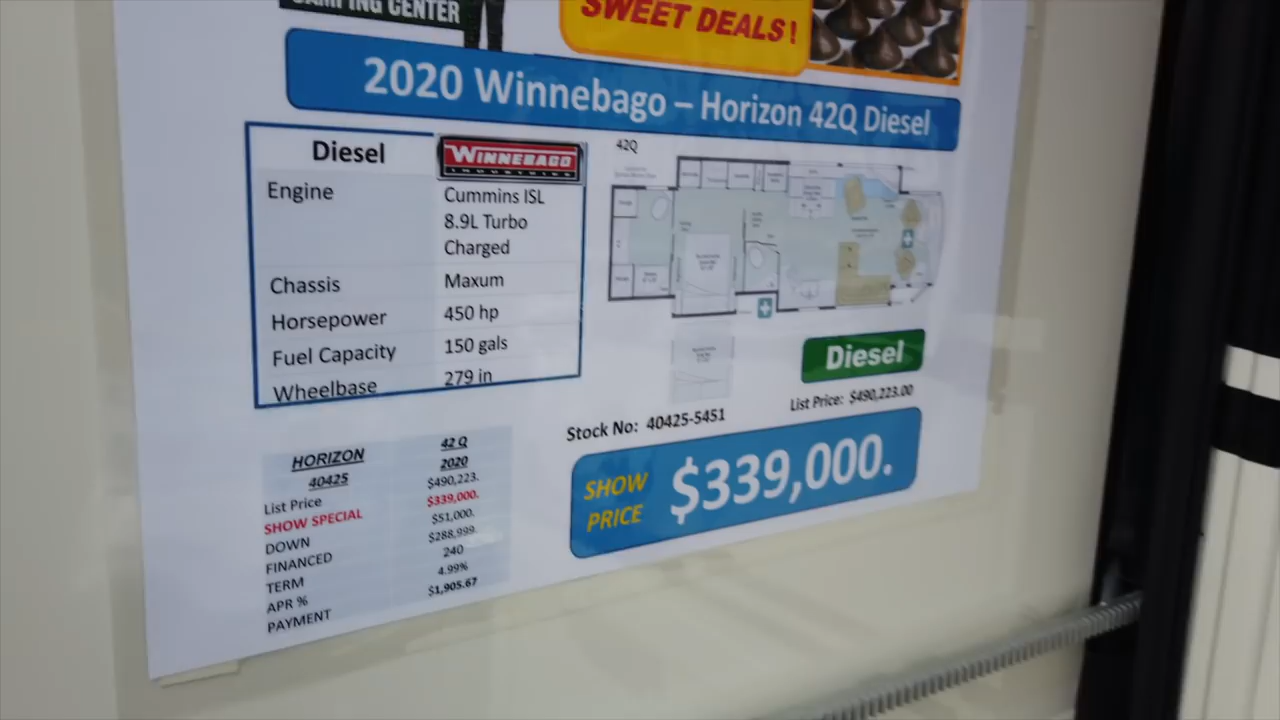 CAMPING CENTER
SWEET DEALS!
2020 Winnebago – Horizon 42Q Diesel
Diesel
WINNEBAGO
INDUSTRIES
Engine
Cummins ISL
8.9L Turbo
Charged
Chassis
Maxum
Horsepower
450 hp
Fuel Capacity
150 gals
Wheelbase
279 in
42Q
Diesel
List Price: $490,223.00
Stock No: 40425-5451
SHOW
PRICE
$339,000.
HORIZON
42 Q
40425
2020
List Price
$490,223.
SHOW SPECIAL
$339,000.
DOWN
$51,000.
FINANCED
$288,999.
TERM
240
APR %
4.99%
PAYMENT
$1,905.67